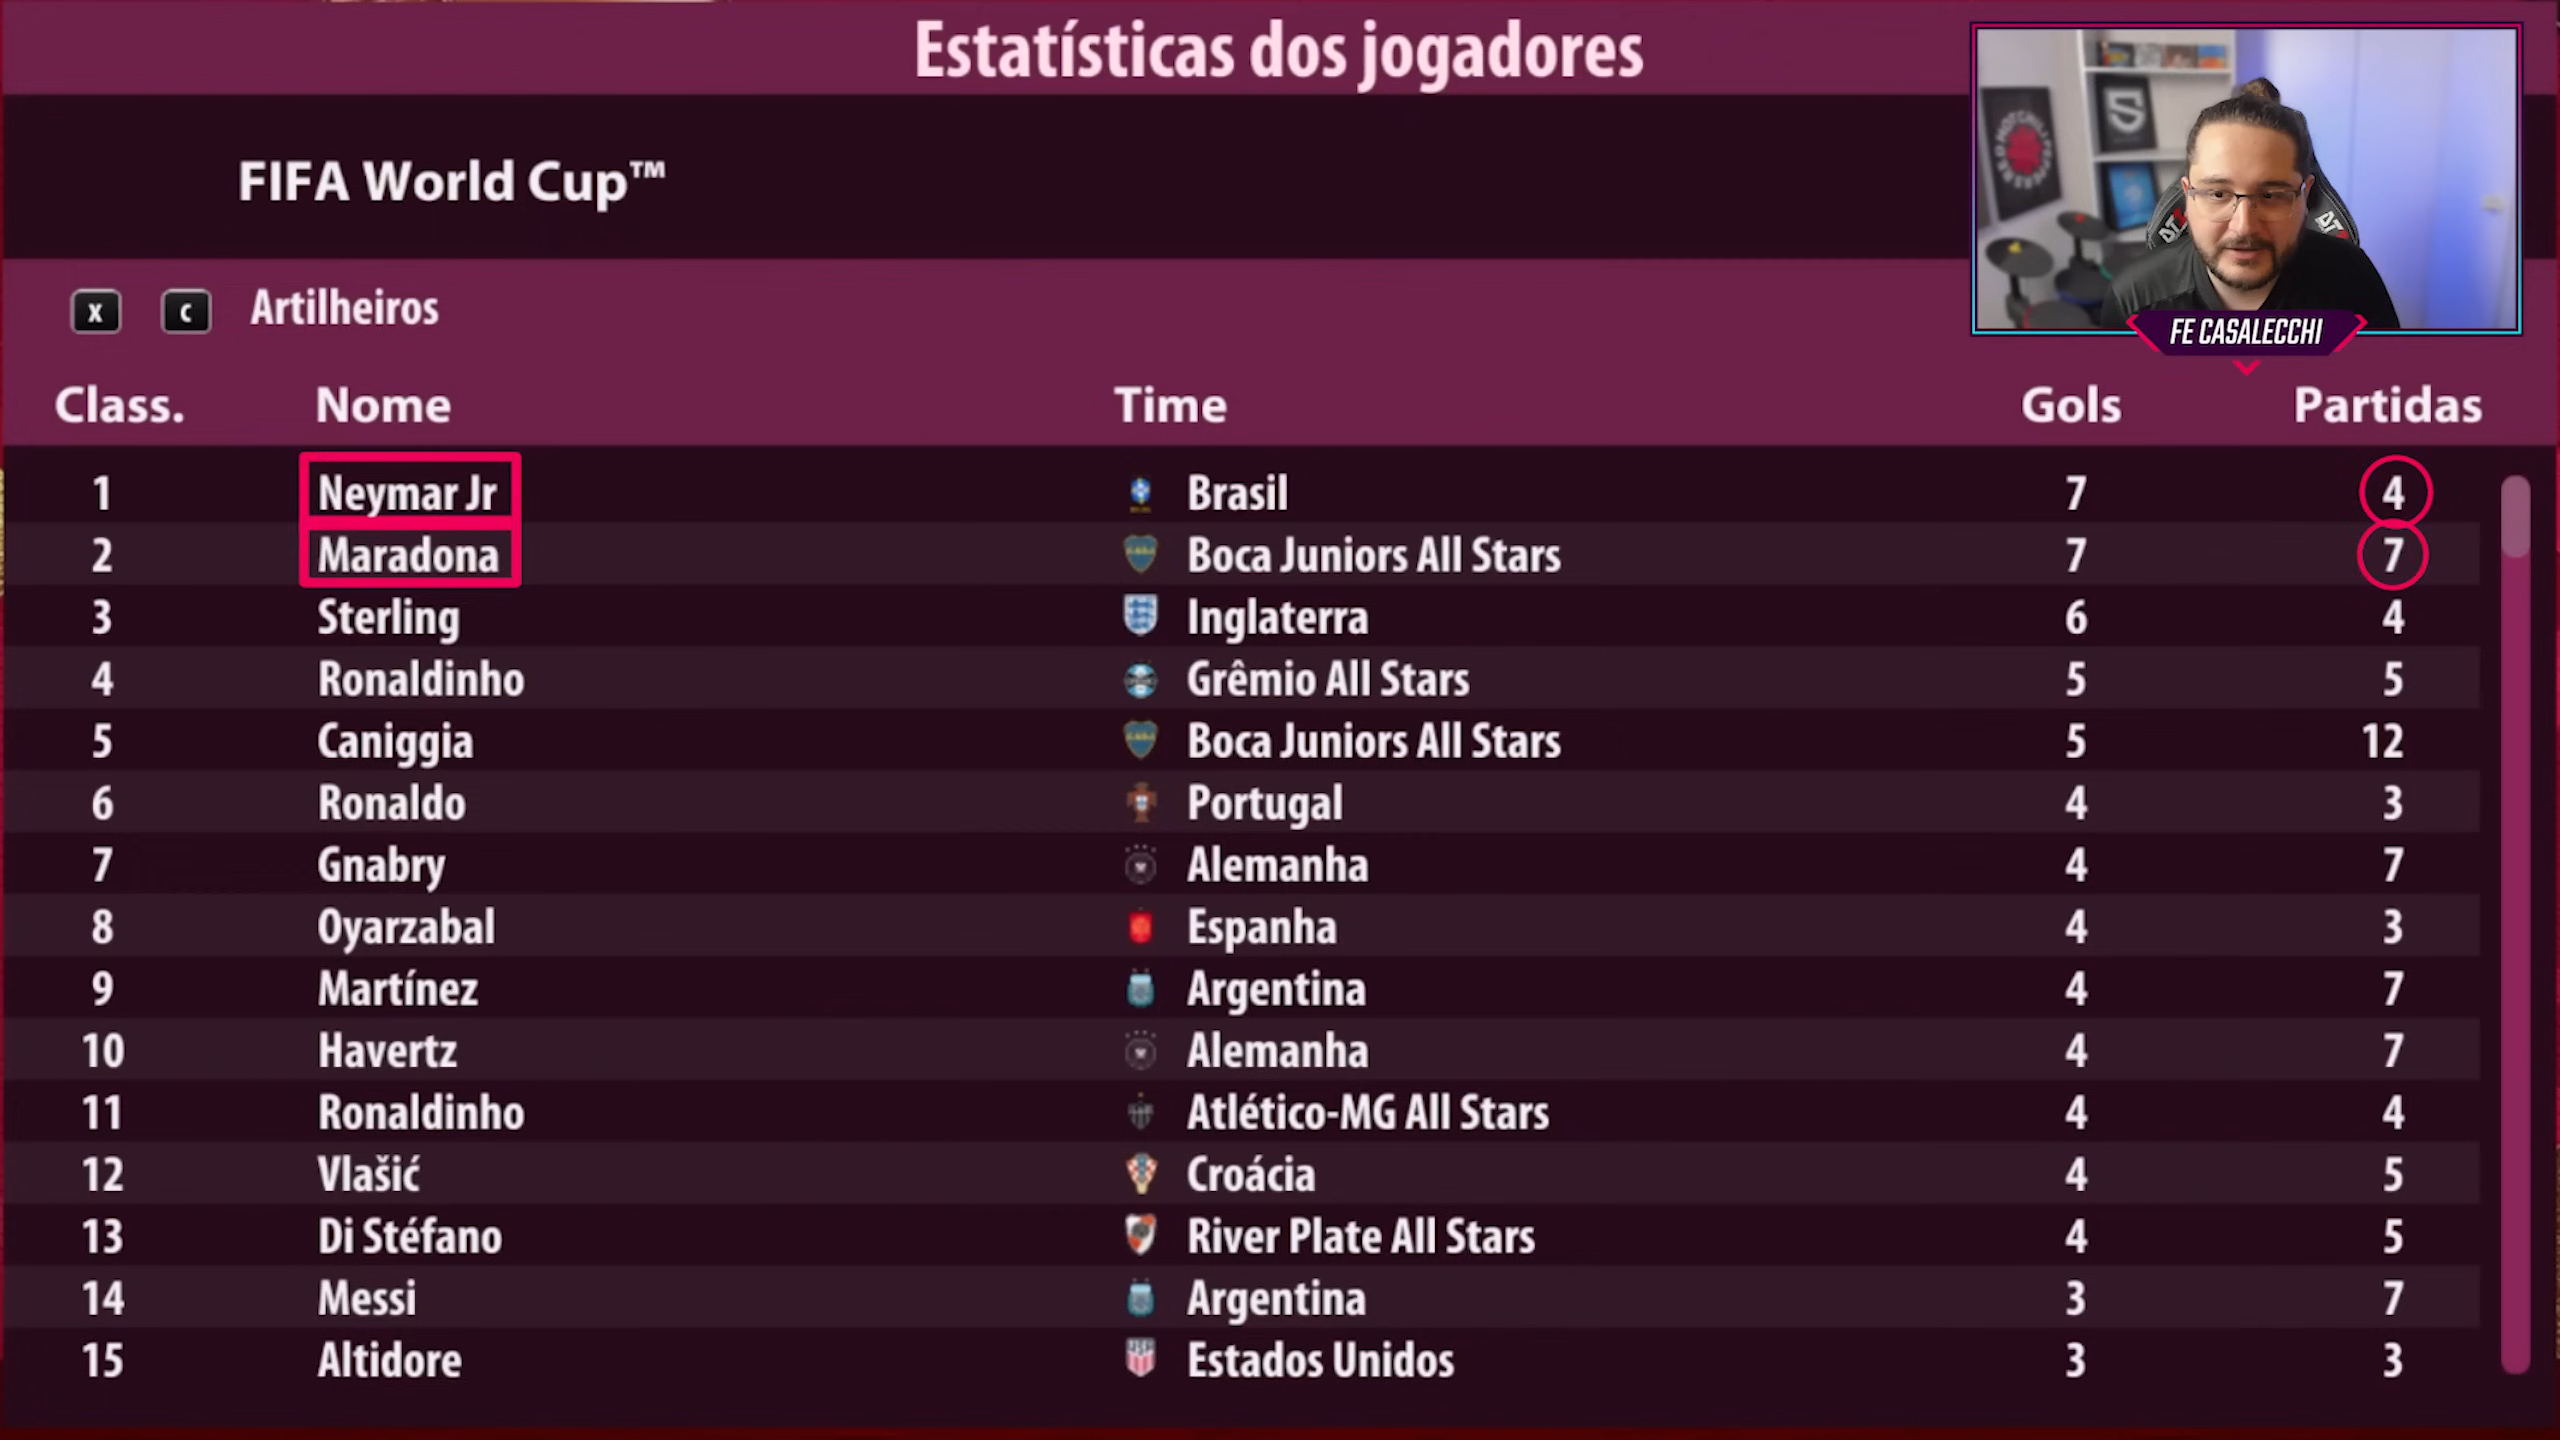 Estatísticas dos jogadores
FIFA World Cup™
FE CASALECCHI
X C Artilheiros
Class. Nome Time Gols Partidas
1 Neymar Jr Brasil 7 4
2 Maradona Boca Juniors All Stars 7 7
3 Sterling Inglaterra 6 4
4 Ronaldinho Grêmio All Stars 5 5
5 Caniggia Boca Juniors All Stars 5 12
6 Ronaldo Portugal 4 3
7 Gnabry Alemanha 4 7
8 Oyarzabal Espanha 4 3
9 Martínez Argentina 4 7
10 Havertz Alemanha 4 7
11 Ronaldinho Atlético-MG All Stars 4 4
12 Vlašić Croácia 4 5
13 Di Stéfano River Plate All Stars 4 5
14 Messi Argentina 3 7
15 Altidore Estados Unidos 3 3